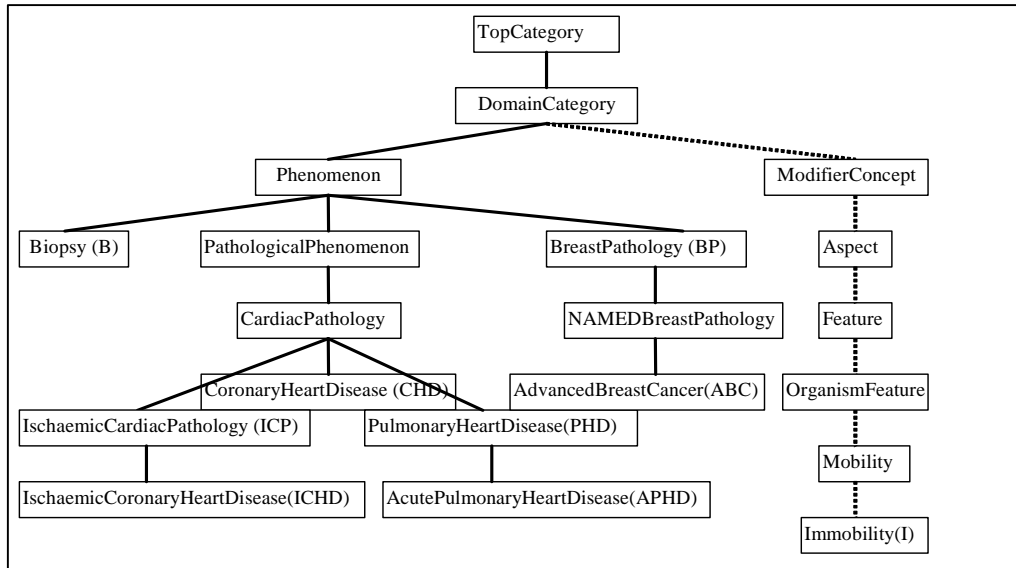 TopCategory
DomainCategory
Phenomenon
ModifierConcept
Biopsy (B)
PathologicalPhenomenon
BreastPathology (BP)
Aspect
CardiacPathology
NAMEDBreastPathology
Feature
CoronaryHeartDisease (CHD)
AdvancedBreastCancer(ABC)
OrganismFeature
IschaemicCardiacPathology (ICP)
PulmonaryHeartDisease(PHD)
Mobility
IschaemicCoronaryHeartDisease(ICHD)
AcutePulmonaryHeartDisease(APHD)
Immobility(I)